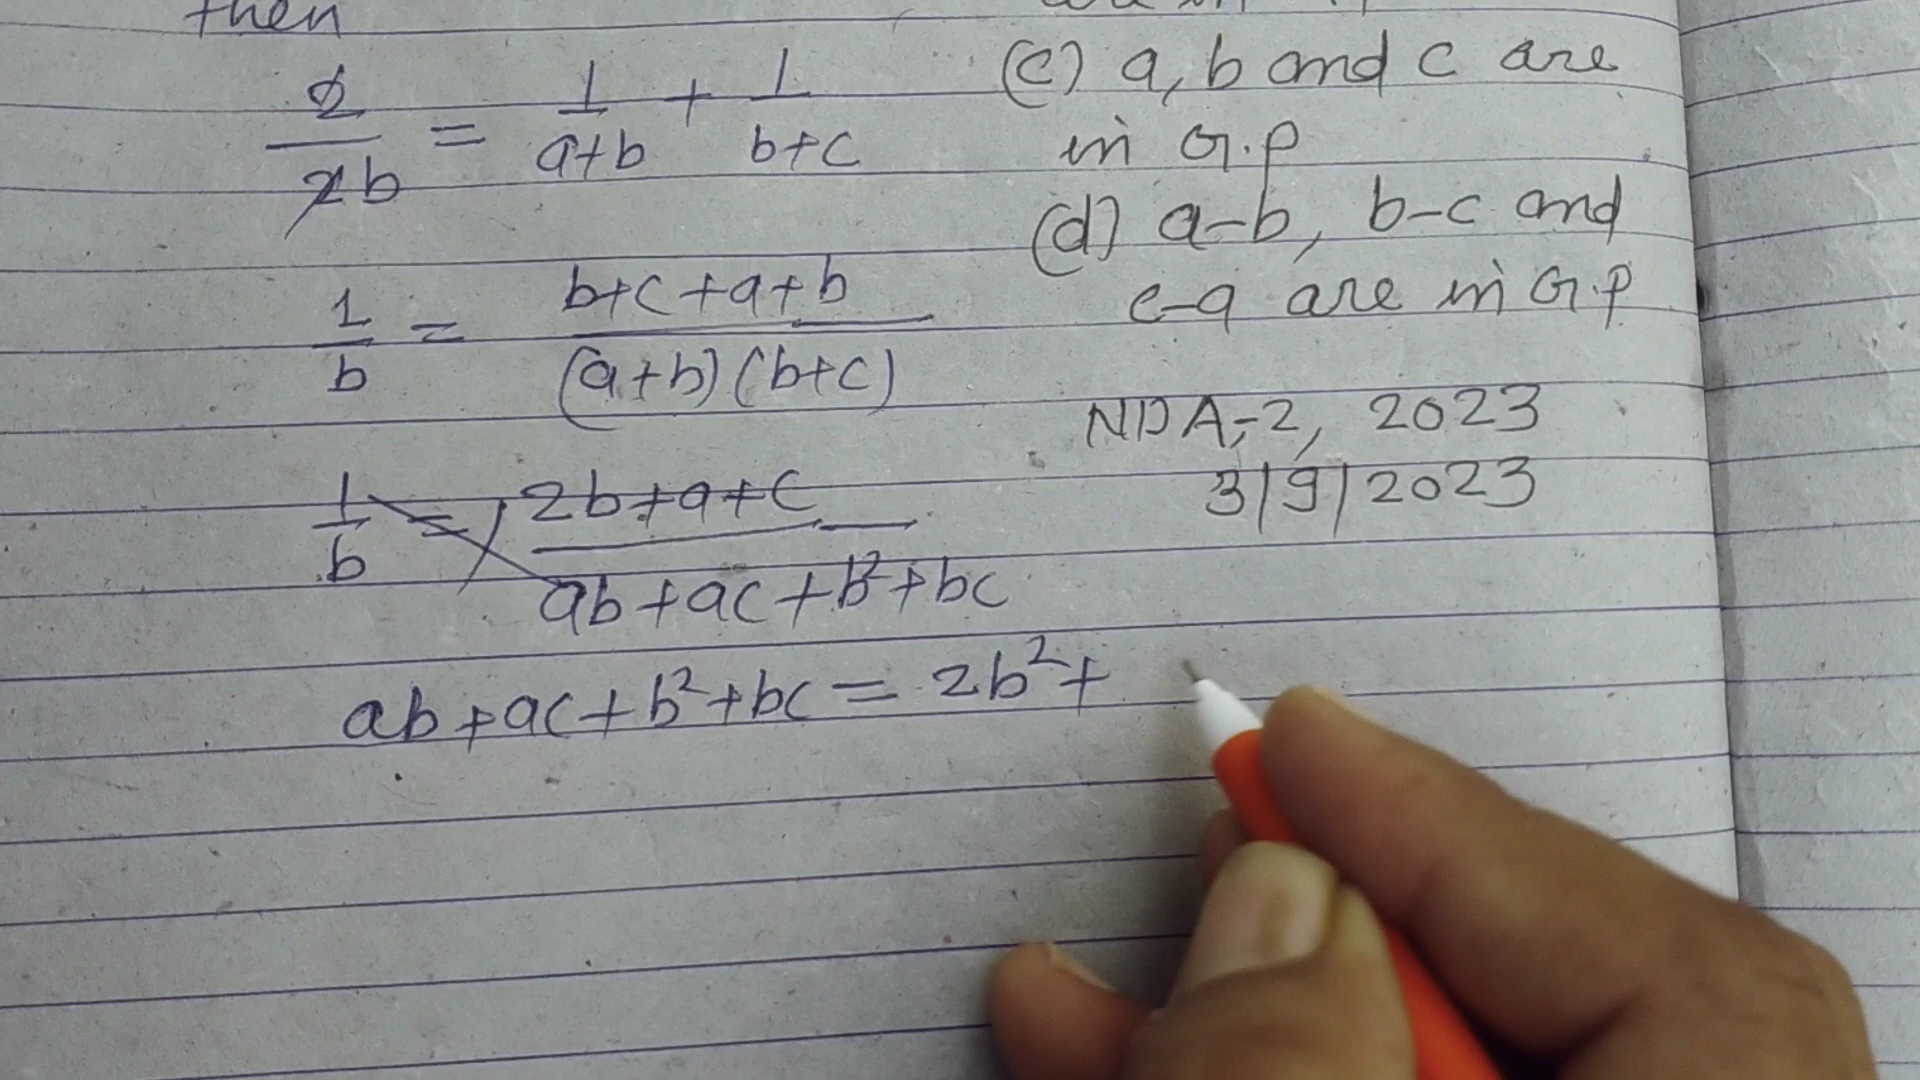 then
2/2b = 1/a+b + 1/b+c
1/b = b+c+a+b/(a+b)(b+c)
1/b = 2b+a+c/ab+ac+b²+bc
ab+ac+b²+bc = 2b²+
(c) a, b and c are
in G.P
(d) a-b, b-c and
c-a are in G.P
NDA-2, 2023
3/9/2023